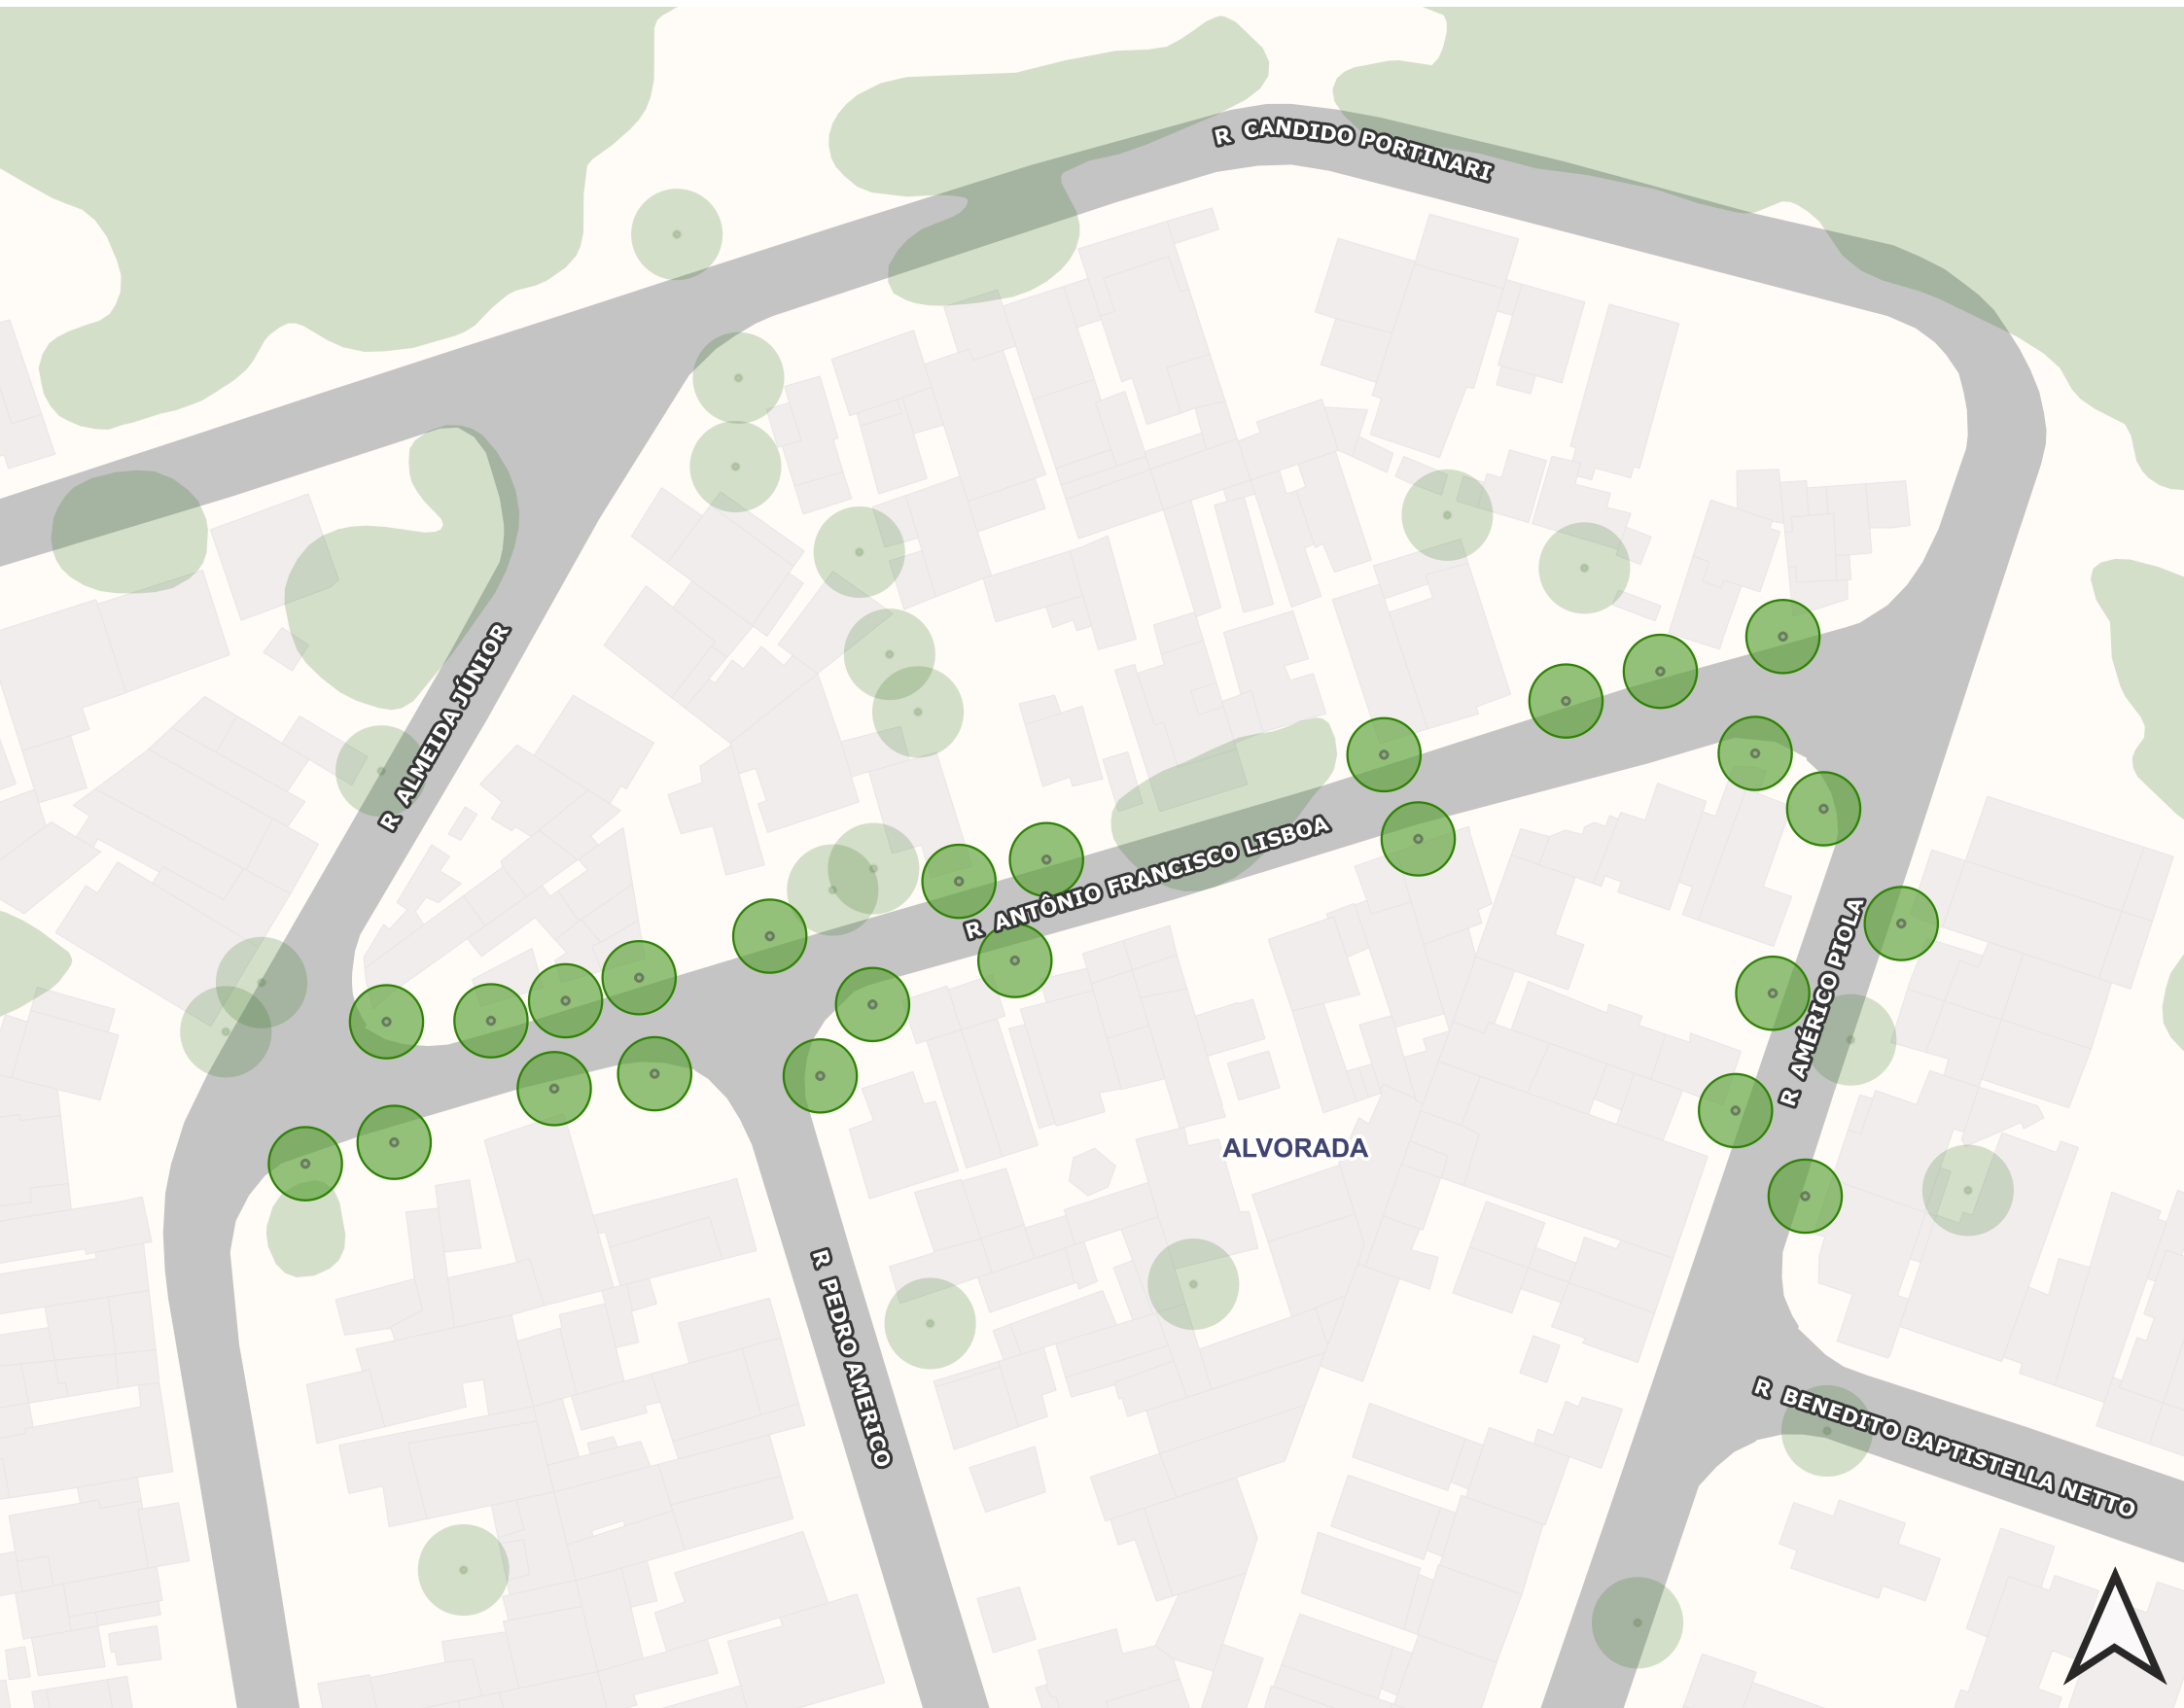 R CANDIDO PORTINARI
R ALMEIDA JÚNIOR
R ANTÔNIO FRANCISCO LISBOA
R AMÉRICO PIOLA
ALVORADA
R PEDRO AMERICO
R BENEDITO BAPTISTELLA NETTO